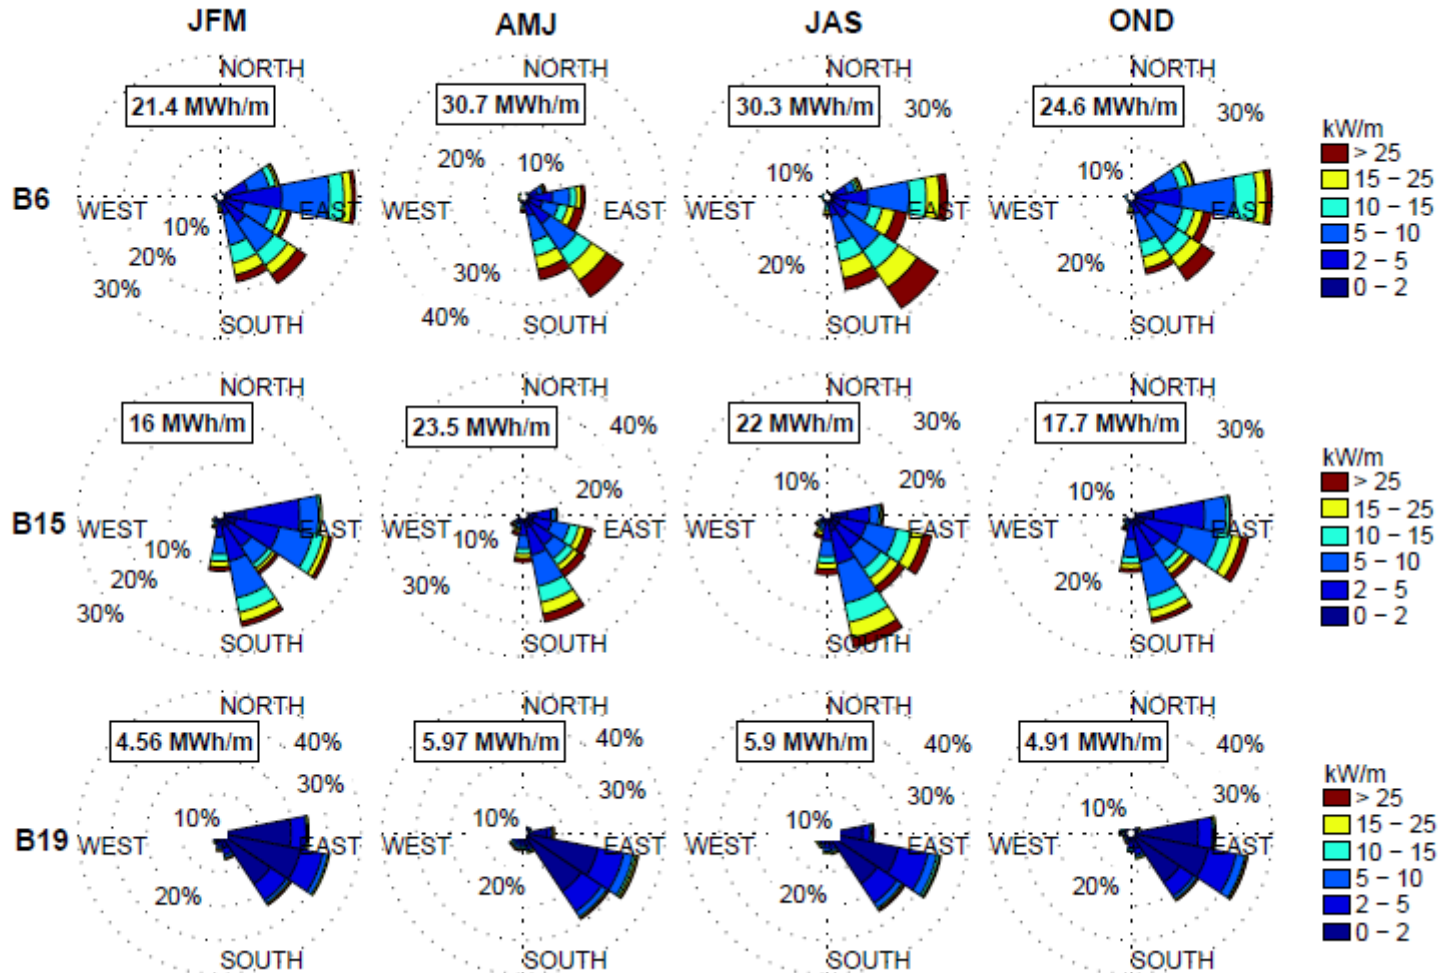 JFM AMJ JAS OND
NORTH NORTH NORTH NORTH
21.4 MWh/m 30.7 MWh/m 30.3 MWh/m 24.6 MWh/m
30% 30%
kW/m
> 25
15 − 25
10 − 15
5 − 10
2 − 5
0 − 2
20% 10% 10% 10%
B6
WEST EAST WEST EAST WEST EAST WEST EAST
10%
20% 30% 20% 20%
30% 40%
SOUTH SOUTH SOUTH SOUTH
NORTH NORTH NORTH NORTH
16 MWh/m 23.5 MWh/m 22 MWh/m 17.7 MWh/m
40% 30% 30%
kW/m
> 25
15 − 25
10 − 15
5 − 10
2 − 5
0 − 2
20% 10% 20% 10%
B15
WEST EAST WEST EAST WEST EAST WEST EAST
10% 10%
20% 30% 20%
30%
SOUTH SOUTH SOUTH SOUTH
NORTH NORTH NORTH NORTH
4.56 MWh/m 5.97 MWh/m 5.9 MWh/m 4.91 MWh/m
40% 40% 40% 40%
30% 30% 30% 30%
kW/m
> 25
15 − 25
10 − 15
5 − 10
2 − 5
0 − 2
10% 10% 10% 10%
B19
WEST EAST WEST EAST WEST EAST WEST EAST
20% 20% 20% 20%
SOUTH SOUTH SOUTH SOUTH